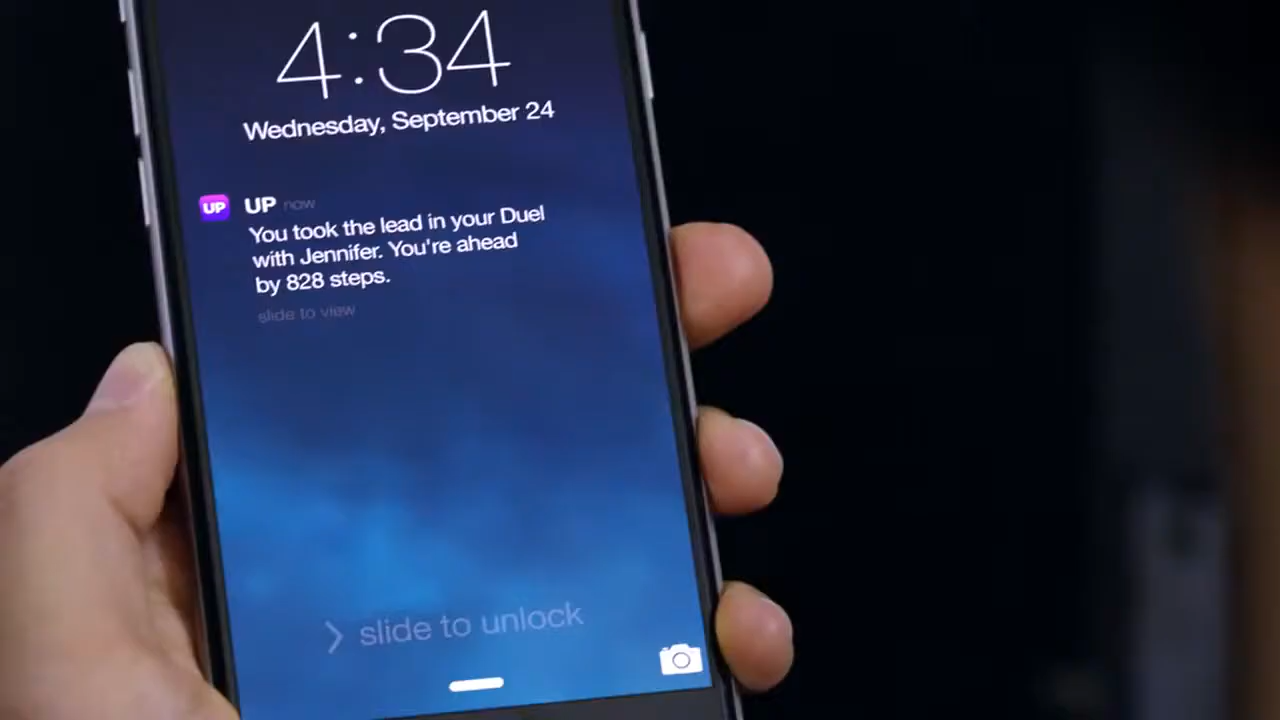 4:34
Wednesday, September 24
UP UP now
You took the lead in your Duel
with Jennifer. You're ahead
by 828 steps.
slide to view
> slide to unlock